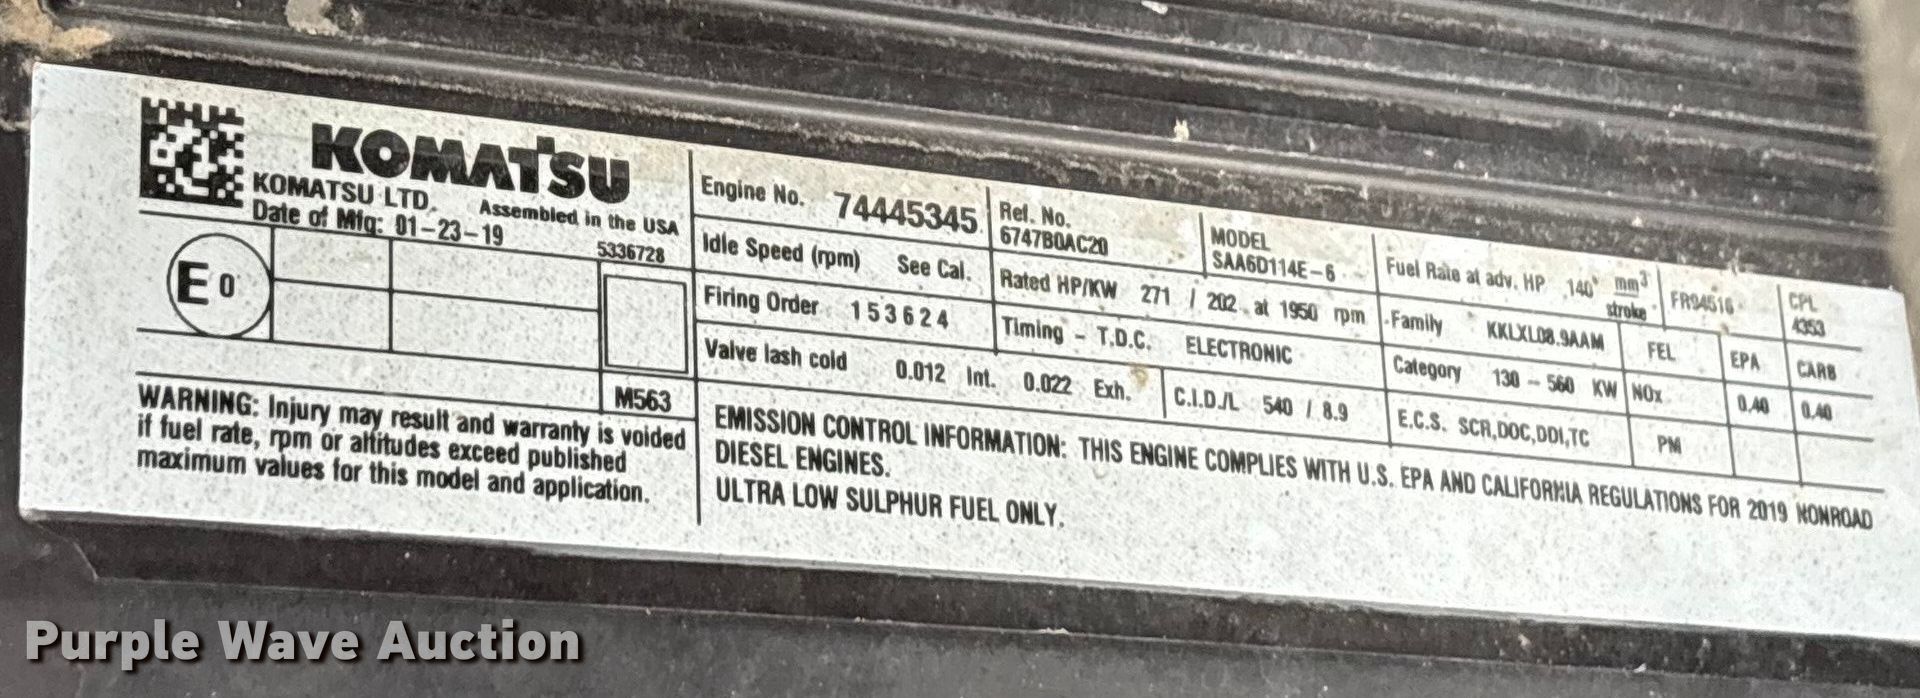 KOMATSU
KOMATSU LTD. Assembled in the USA
Date of Mfg: 01-23-19
5336728
E 0
M563
WARNING: Injury may result and warranty is voided
if fuel rate, rpm or altitudes exceed published
maximum values for this model and application.
Engine No. 74445345
Ref. No.
6747B0AC20
MODEL
SAA6D114E-6
Fuel Rate at adv. HP 140 mm³
stroke
FR94516
CPL
4353
Idle Speed (rpm) See Cal.
Rated HP/KW 271 / 202 at 1950 rpm
Family KKLXL08.9AAM
FEL EPA CARB
Firing Order 153624
Timing - T.D.C. ELECTRONIC
Category 130 - 560 KW
NOx 0.40 0.40
Valve lash cold 0.012 Int. 0.022 Exh.
C.I.D./L 540 / 8.9
E.C.S. SCR,DOC,DDI,TC
PM
EMISSION CONTROL INFORMATION: THIS ENGINE COMPLIES WITH U.S. EPA AND CALIFORNIA REGULATIONS FOR 2019 NONROAD
DIESEL ENGINES.
ULTRA LOW SULPHUR FUEL ONLY.
Purple Wave Auction